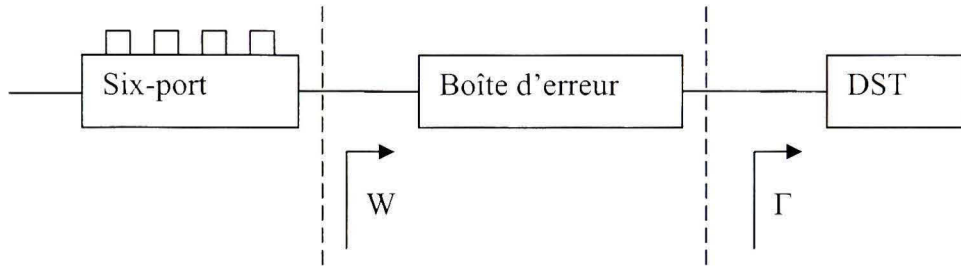 Six-port
Boîte d'erreur
DST
W
Γ